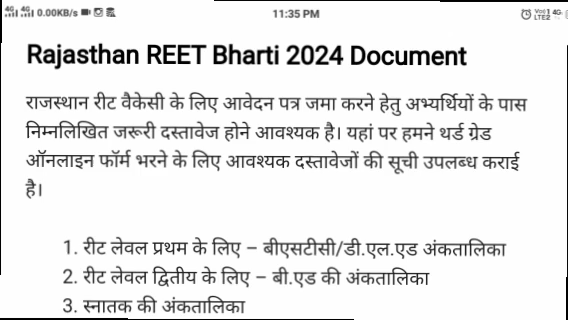 0.00KB/s
11:35 PM
Rajasthan REET Bharti 2024 Document
राजस्थान रीट वैकेसी के लिए आवेदन पत्र जमा करने हेतु अभ्यर्थियों के पास
निम्नलिखित जरूरी दस्तावेज होने आवश्यक है। यहां पर हमने थर्ड ग्रेड
ऑनलाइन फॉर्म भरने के लिए आवश्यक दस्तावेजों की सूची उपलब्ध कराई
है।
1. रीट लेवल प्रथम के लिए – बीएसटीसी/डी.एल.एड अंकतालिका
2. रीट लेवल द्वितीय के लिए – बी.एड की अंकतालिका
3. स्नातक की अंकतालिका